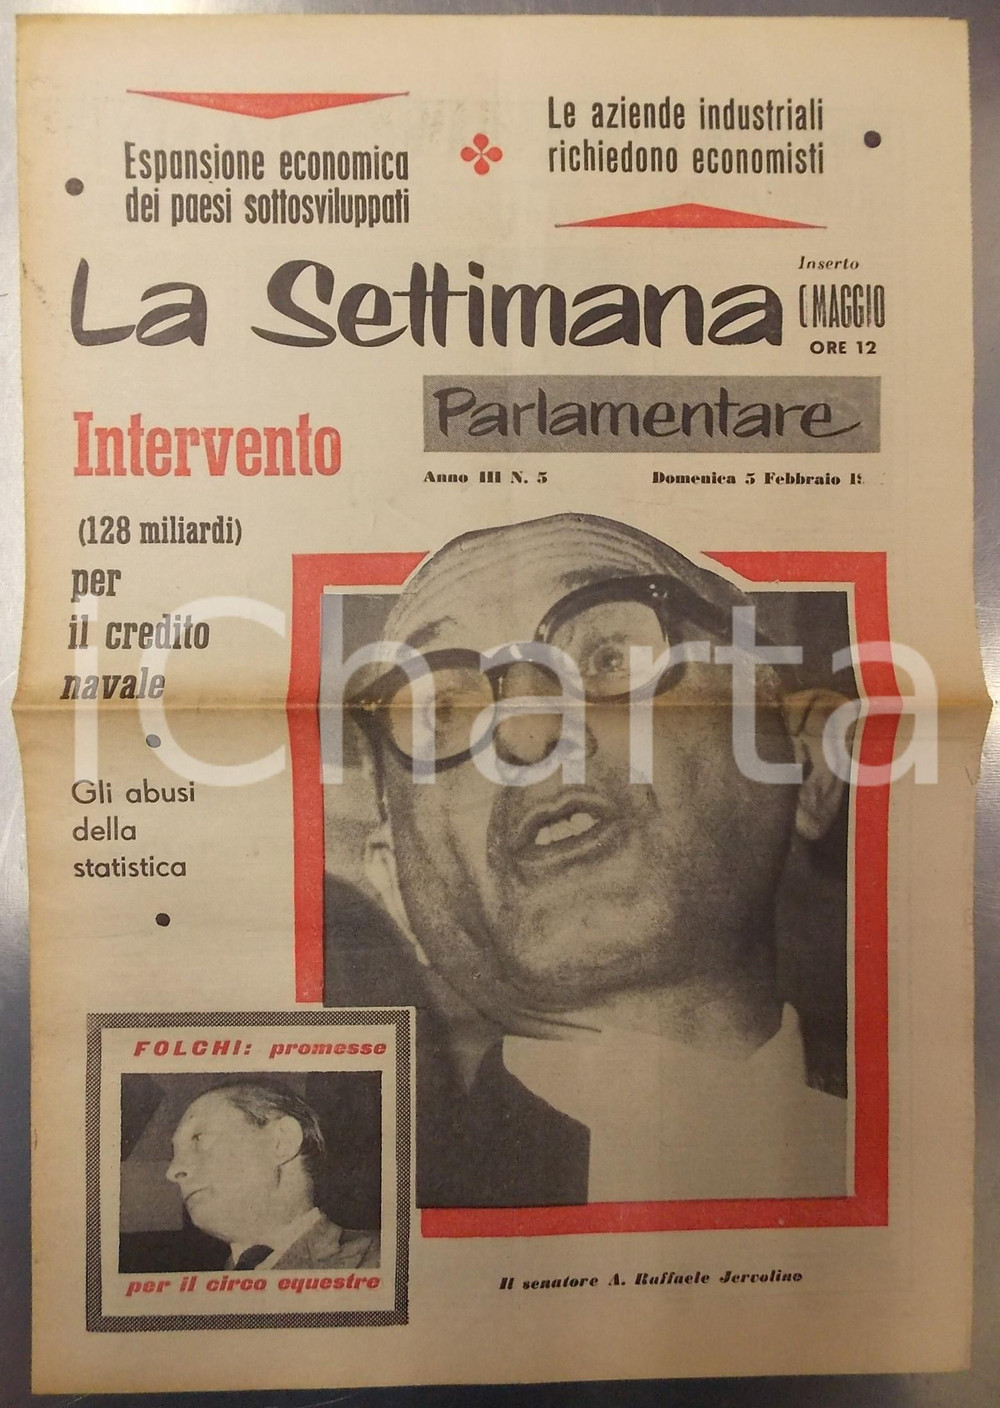 Espansione economica
dei paesi sottosviluppati
Le aziende industriali
richiedono economisti
La Settimana
Inserto
MAGGIO
ORE 12
Parlamentare
Anno III N. 5
Domenica 5 Febbraio
Intervento
(128 miliardi)
per
il credito
navale
Gli abusi
della
statistica
FOLCHI: promesse
per il circo equestre
Il senatore A. Raffaele Jervolino
iCharta